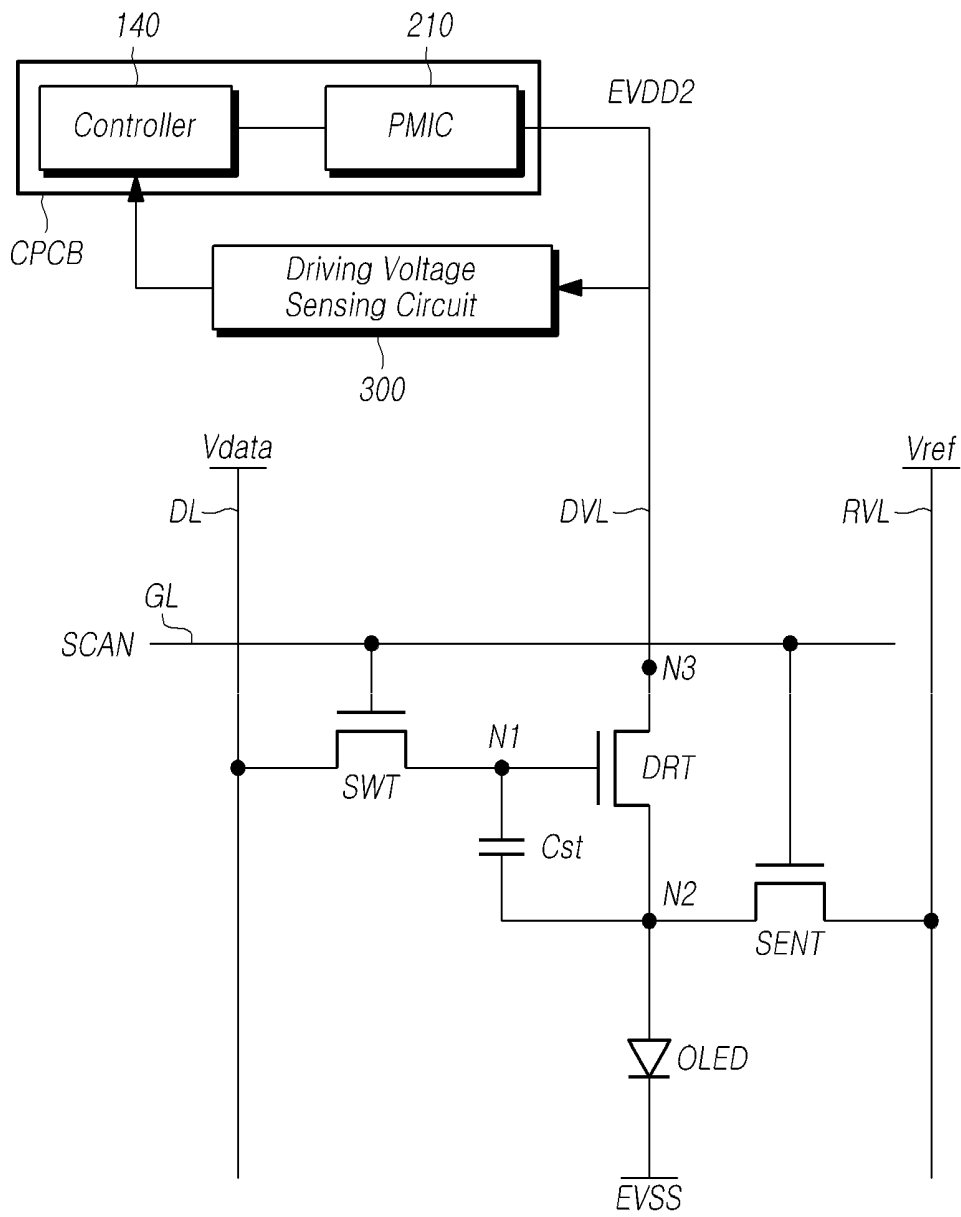 140
210
EVDD2
Controller
PMIC
CPCB
Driving Voltage
Sensing Circuit
300
Vdata
Vref
DL
DVL
RVL
GL
SCAN
N3
N1
DRT
SWT
Cst
N2
SENT
OLED
EVSS